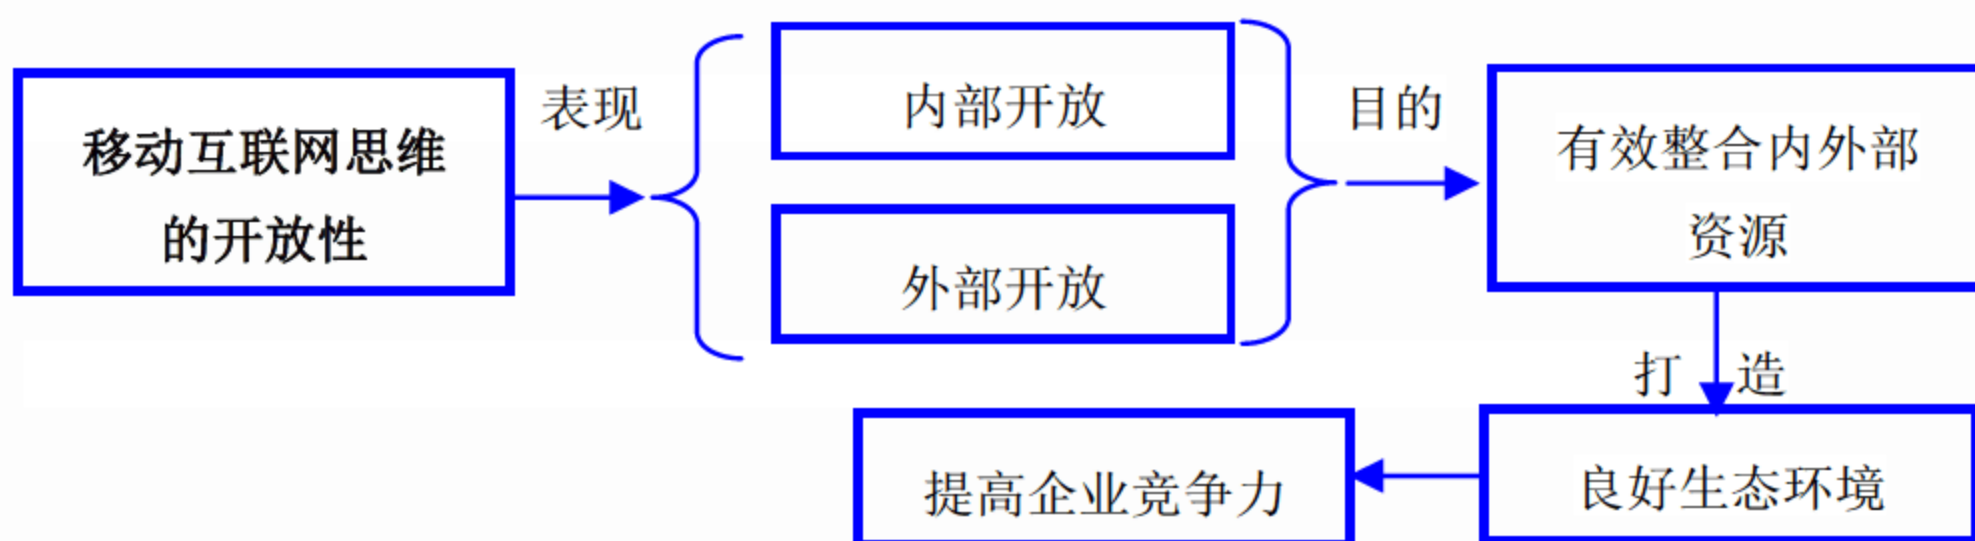 移动互联网思维
的开放性
表现
内部开放
外部开放
目的
有效整合内外部
资源
打 造
良好生态环境
提高企业竞争力